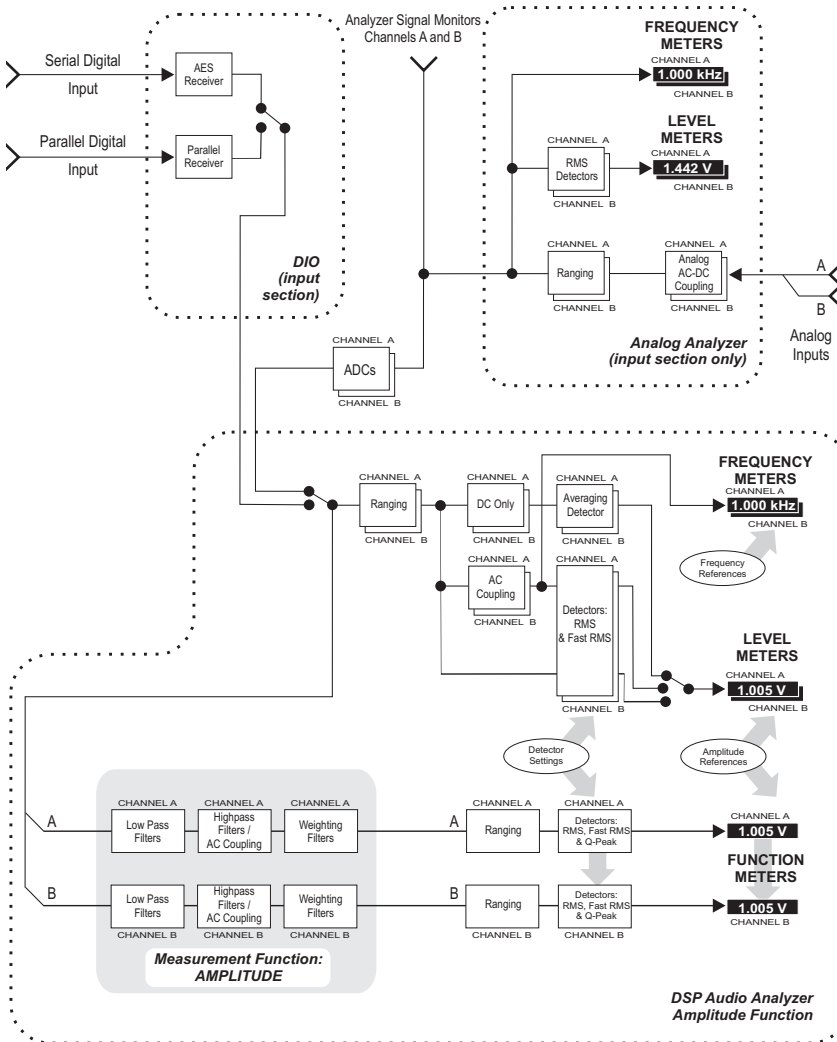 Analyzer Signal Monitors
Channels A and B
Serial Digital
Input
AES
Receiver
Parallel Digital
Input
Parallel
Receiver
DIO
(input
section)
FREQUENCY
METERS
CHANNEL A
1.000 kHz
CHANNEL B
LEVEL
METERS
CHANNEL A
RMS
Detectors
CHANNEL B
CHANNEL A
1.442 V
CHANNEL B
CHANNEL A
Ranging
CHANNEL B
CHANNEL A
Analog
AC-DC
Coupling
CHANNEL B
A
B
Analog
Inputs
Analog Analyzer
(input section only)
CHANNEL A
ADCs
CHANNEL B
CHANNEL A
Ranging
CHANNEL B
CHANNEL A
DC Only
CHANNEL B
CHANNEL A
Averaging
Detector
CHANNEL B
FREQUENCY
METERS
CHANNEL A
1.000 kHz
CHANNEL B
Frequency
References
CHANNEL A
AC
Coupling
CHANNEL B
CHANNEL A
Detectors:
RMS
& Fast RMS
CHANNEL B
LEVEL
METERS
CHANNEL A
1.005 V
CHANNEL B
Detector
Settings
Amplitude
References
A
CHANNEL A
Low Pass
Filters
CHANNEL A
Highpass
Filters /
AC Coupling
CHANNEL A
Weighting
Filters
A
CHANNEL A
Ranging
CHANNEL A
Detectors:
RMS, Fast RMS
& Q-Peak
CHANNEL A
1.005 V
FUNCTION
METERS
B
Low Pass
Filters
CHANNEL B
Highpass
Filters /
AC Coupling
CHANNEL B
Weighting
Filters
CHANNEL B
B
Ranging
CHANNEL B
Detectors:
RMS, Fast RMS
& Q-Peak
CHANNEL B
1.005 V
CHANNEL B
Measurement Function:
AMPLITUDE
DSP Audio Analyzer
Amplitude Function